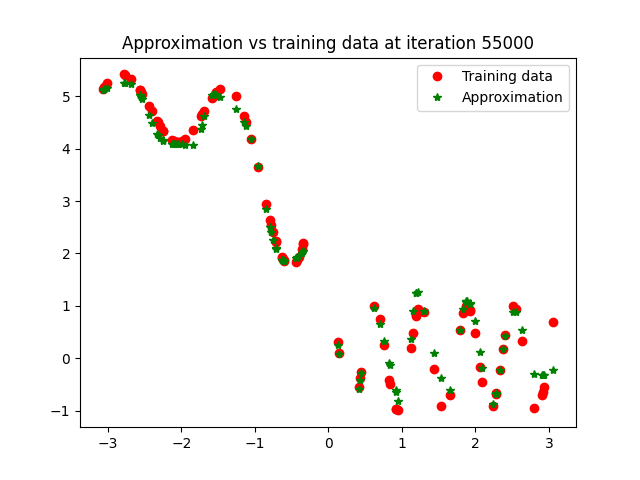 Approximation vs training data at iteration 55000
Training data
Approximation
5
4
3
2
1
0
−1
−3 −2 −1 0 1 2 3